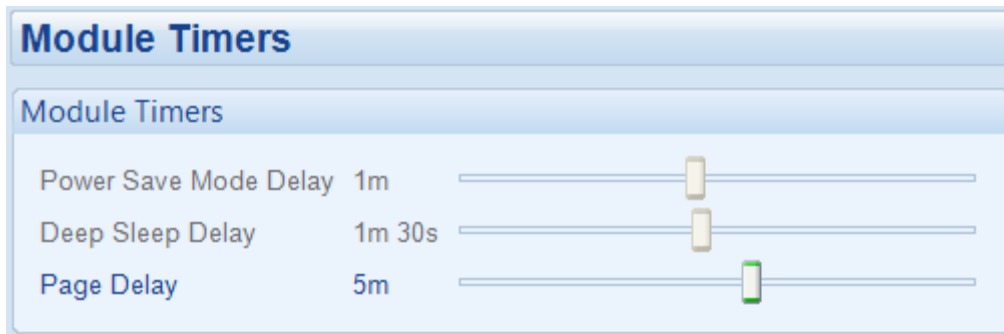 Module Timers
Module Timers
Power Save Mode Delay 1m
Deep Sleep Delay 1m 30s
Page Delay 5m